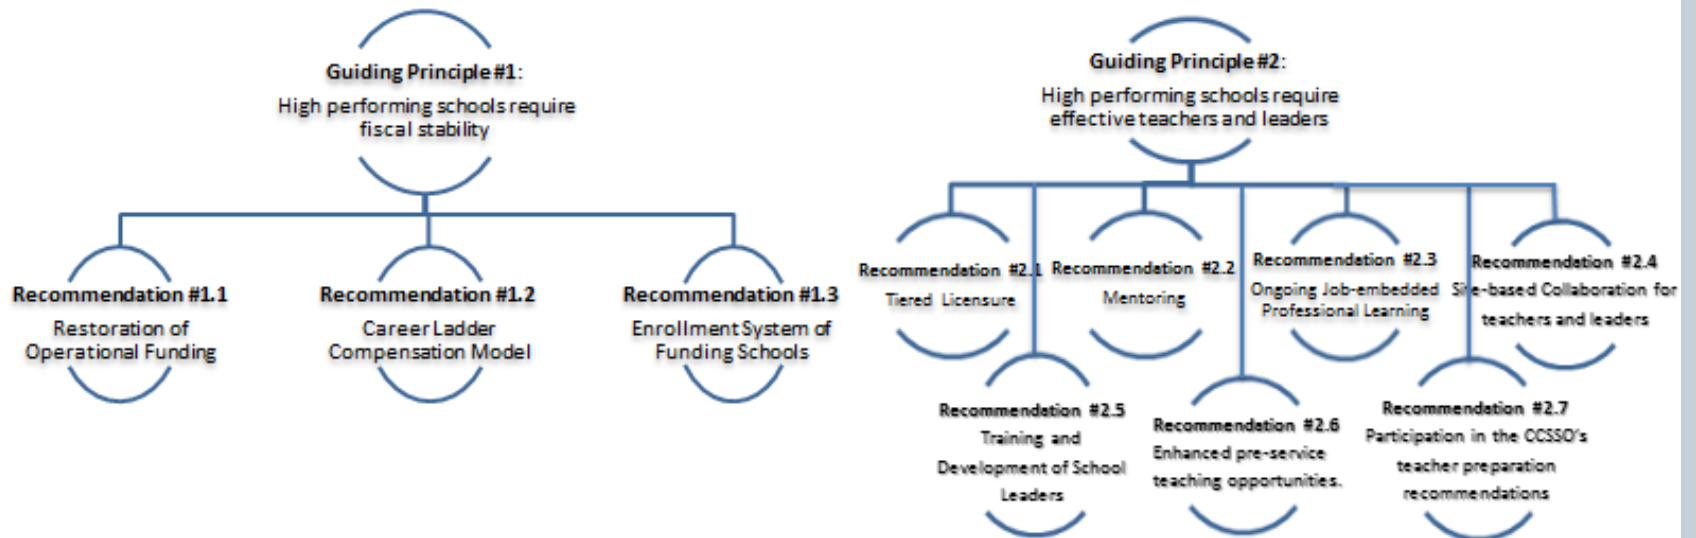 Guiding Principle #1:
High performing schools require
fiscal stability
Recommendation #1.1
Restoration of
Operational Funding
Recommendation #1.2
Career Ladder
Compensation Model
Recommendation #1.3
Enrollment System of
Funding Schools
Guiding Principle #2:
High performing schools require
effective teachers and leaders
Recommendation #2.1
Tiered Licensure
Recommendation #2.2
Mentoring
Recommendation #2.3
Ongoing Job-embedded
Professional Learning
Recommendation #2.4
Site-based Collaboration for
teachers and leaders
Recommendation #2.5
Training and
Development of School
Leaders
Recommendation #2.6
Enhanced pre-service
teaching opportunities.
Recommendation #2.7
Participation in the CCSSO's
teacher preparation
recommendations